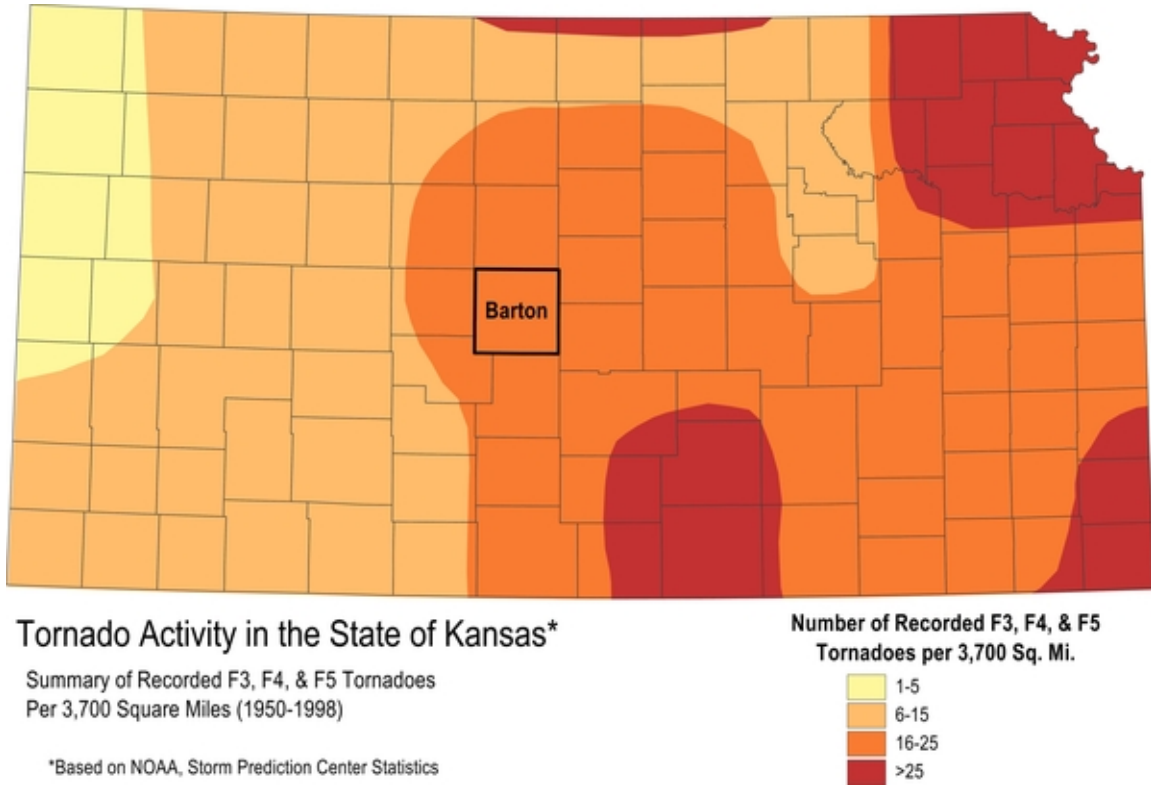 Barton
Tornado Activity in the State of Kansas*
Summary of Recorded F3, F4, & F5 Tornadoes
Per 3,700 Square Miles (1950-1998)
*Based on NOAA, Storm Prediction Center Statistics
Number of Recorded F3, F4, & F5
Tornadoes per 3,700 Sq. Mi.
1-5
6-15
16-25
>25